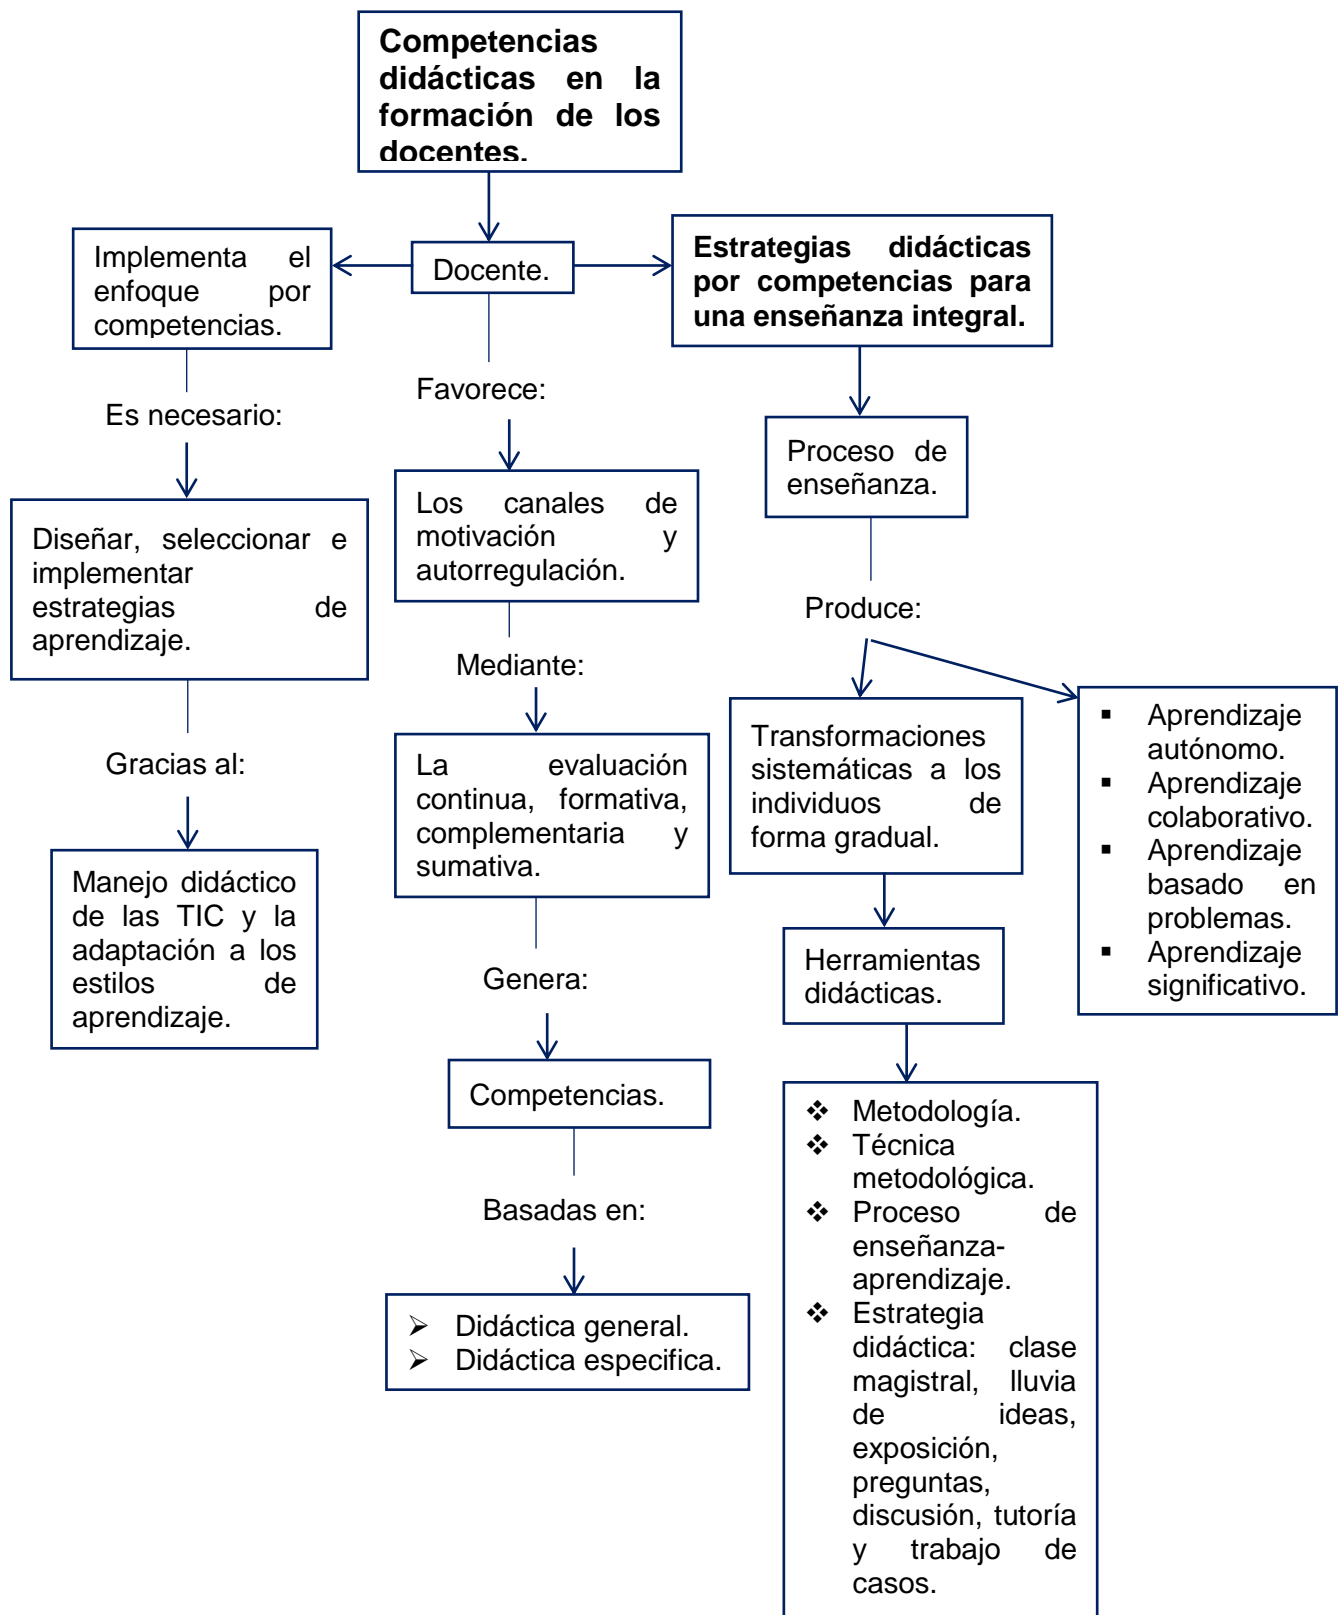 Competencias
didácticas en la
formación de los
docentes.
Implementa el
enfoque por
competencias.
Docente.
Estrategias didácticas
por competencias para
una enseñanza integral.
Es necesario:
Favorece:
Proceso de
enseñanza.
Diseñar, seleccionar e
implementar
estrategias de
aprendizaje.
Los canales de
motivación y
autorregulación.
Produce:
Mediante:
Gracias al:
La evaluación
continua, formativa,
complementaria y
sumativa.
Transformaciones
sistemáticas a los
individuos de
forma gradual.
▪ Aprendizaje
autónomo.
▪ Aprendizaje
colaborativo.
▪ Aprendizaje
basado en
problemas.
▪ Aprendizaje
significativo.
Manejo didáctico
de las TIC y la
adaptación a los
estilos de
aprendizaje.
Genera:
Herramientas
didácticas.
Competencias.
Basadas en:
➢ Didáctica general.
➢ Didáctica especifica.
❖ Metodología.
❖ Técnica
metodológica.
❖ Proceso de
enseñanza-
aprendizaje.
❖ Estrategia
didáctica: clase
magistral, lluvia
de ideas,
exposición,
preguntas,
discusión, tutoría
y trabajo de
casos.